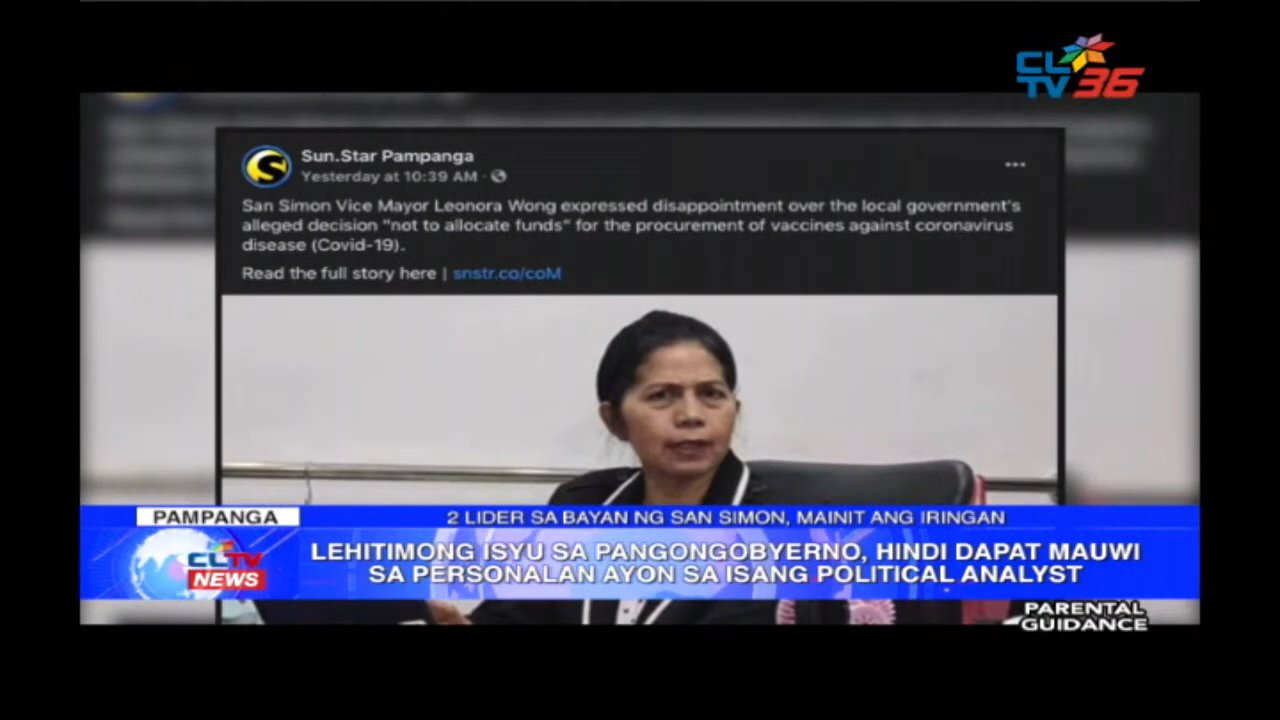 CL
TV36
Sun.Star Pampanga
Yesterday at 10:39 AM ·
San Simon Vice Mayor Leonora Wong expressed disappointment over the local government's
alleged decision "not to allocate funds" for the procurement of vaccines against coronavirus
disease (Covid-19).
Read the full story here | snstr.co/coM
PAMPANGA
2 LIDER SA BAYAN NG SAN SIMON, MAINIT ANG IRINGAN
CLTV
NEWS
LEHITIMONG ISYU SA PANGONGOBYERNO, HINDI DAPAT MAUWI
SA PERSONALAN AYON SA ISANG POLITICAL ANALYST
PARENTAL
GUIDANCE